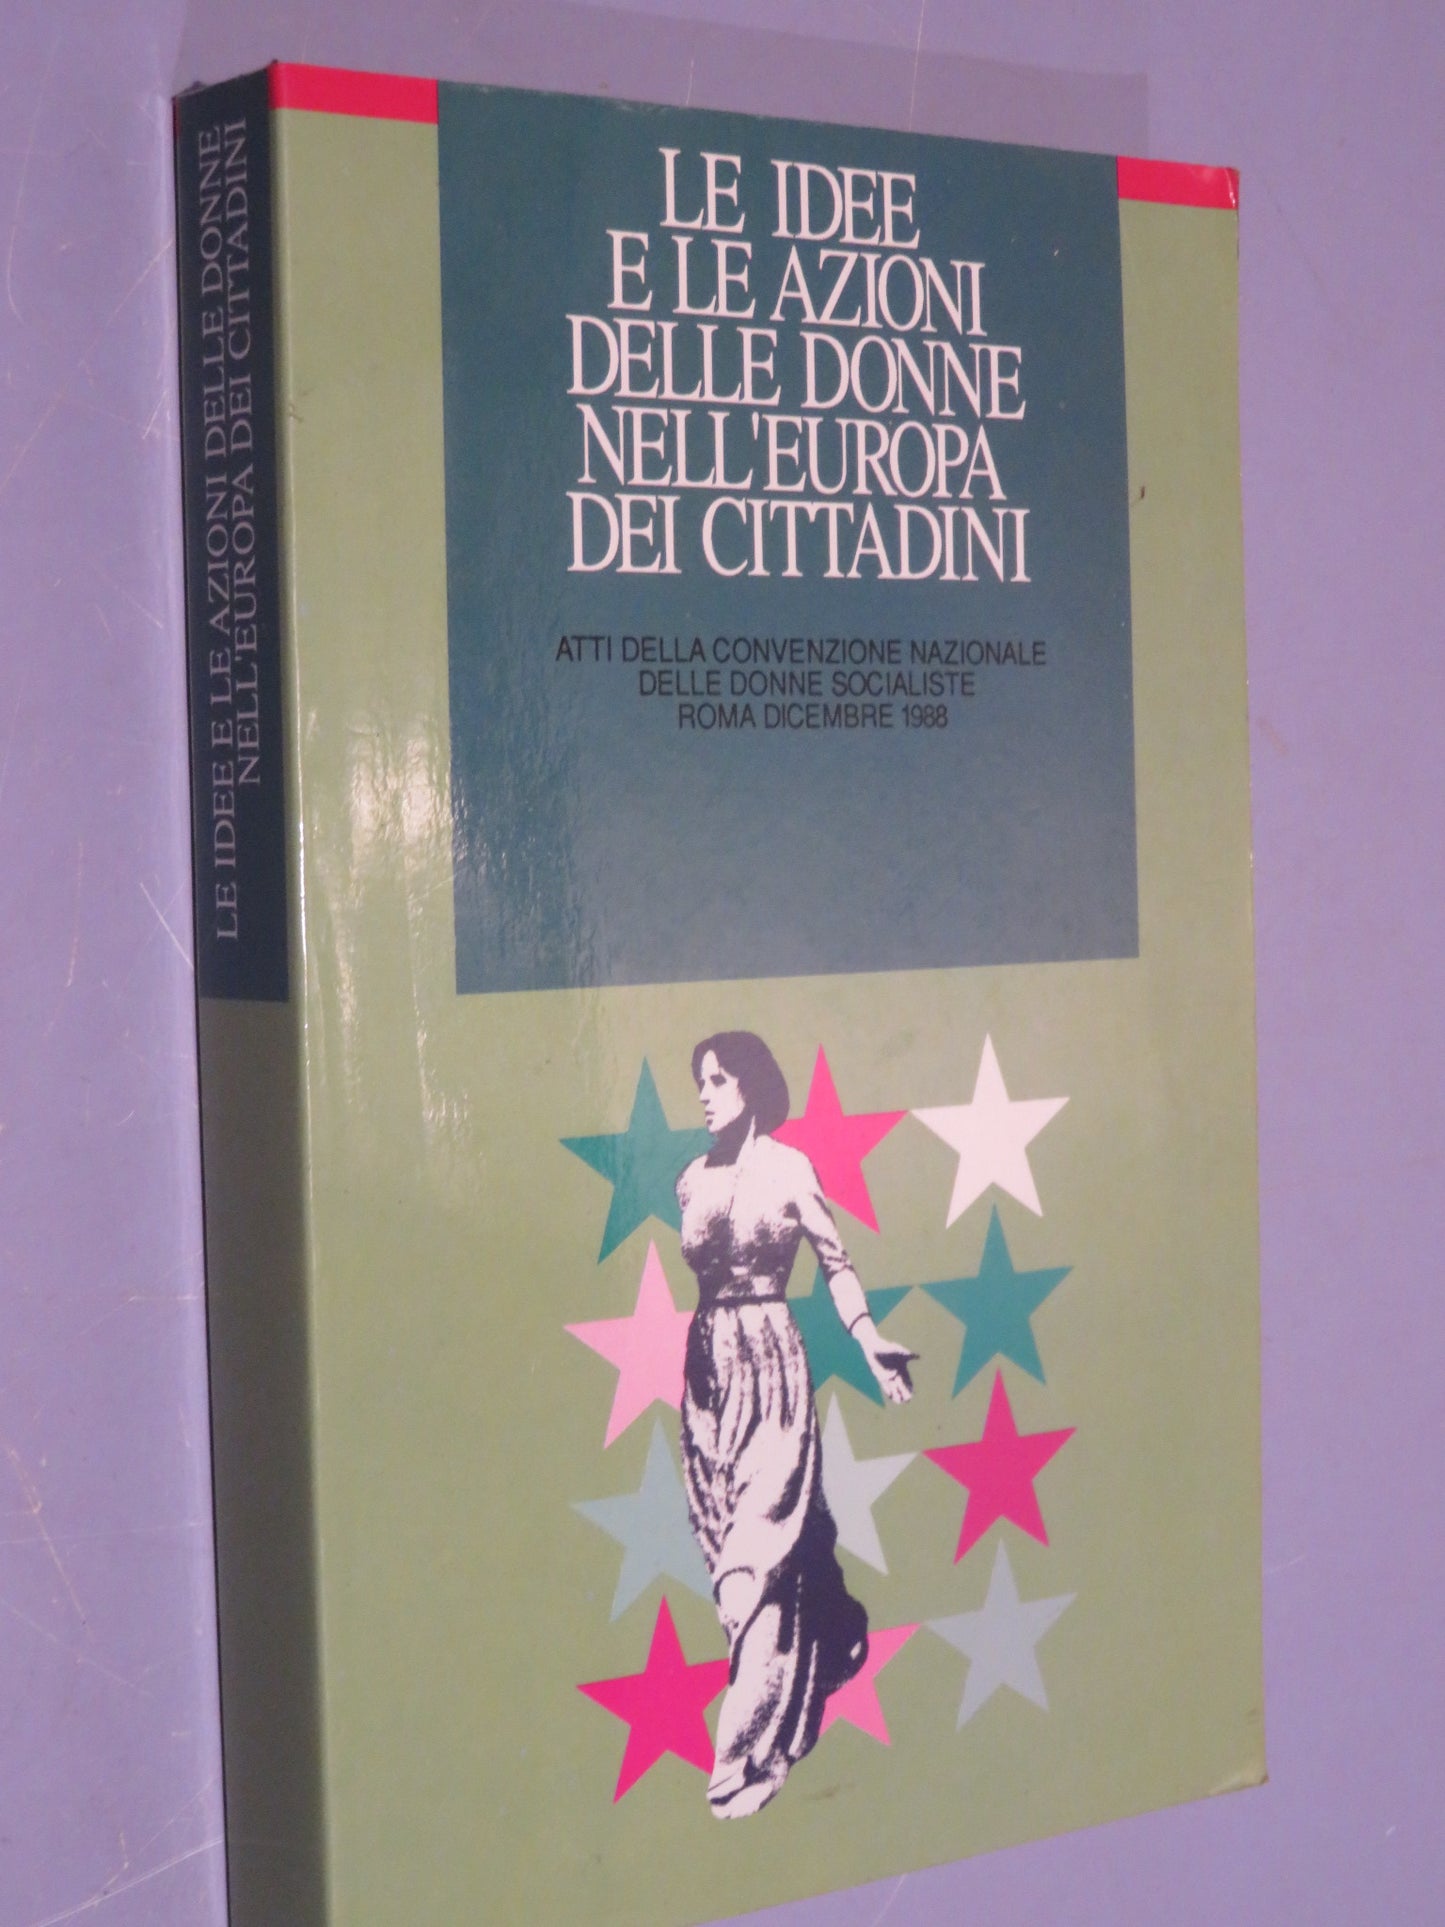 LE IDEE E LE AZIONI DELLE DONNE
NELL'EUROPA DEI CITTADINI
LE IDEE
E LE AZIONI
DELLE DONNE
NELL'EUROPA
DEI CITTADINI
ATTI DELLA CONVENZIONE NAZIONALE
DELLE DONNE SOCIALISTE
ROMA DICEMBRE 1988